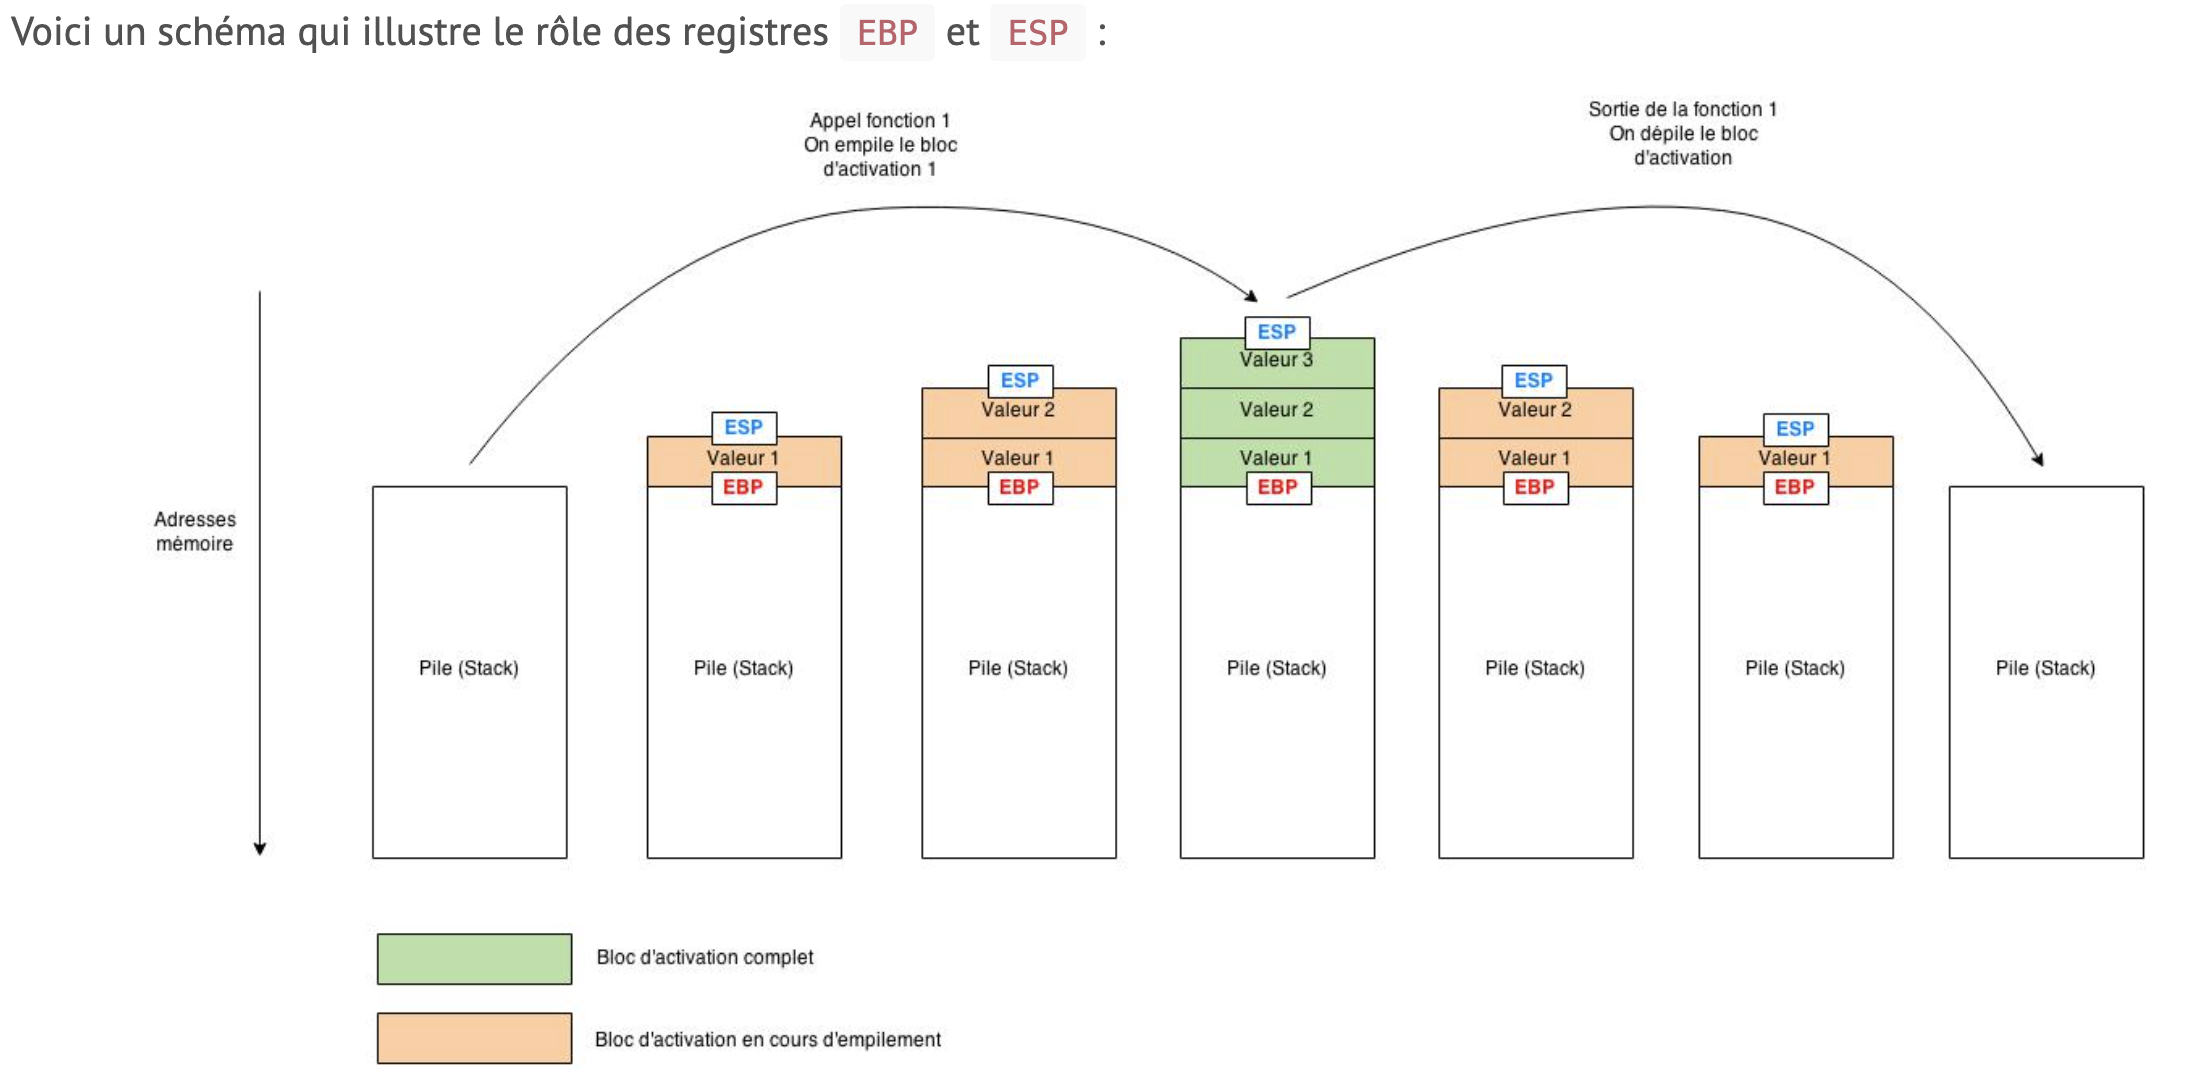 Voici un schéma qui illustre le rôle des registres EBP et ESP :
Appel fonction 1
On empile le bloc
d'activation 1
Sortie de la fonction 1
On dépile le bloc
d'activation
Adresses
mémoire
Pile (Stack)
ESP
Valeur 1
EBP
Pile (Stack)
ESP
Valeur 2
Valeur 1
EBP
Pile (Stack)
ESP
Valeur 3
Valeur 2
Valeur 1
EBP
Pile (Stack)
ESP
Valeur 2
Valeur 1
EBP
Pile (Stack)
ESP
Valeur 1
EBP
Pile (Stack)
Pile (Stack)
Bloc d'activation complet
Bloc d'activation en cours d'empilement